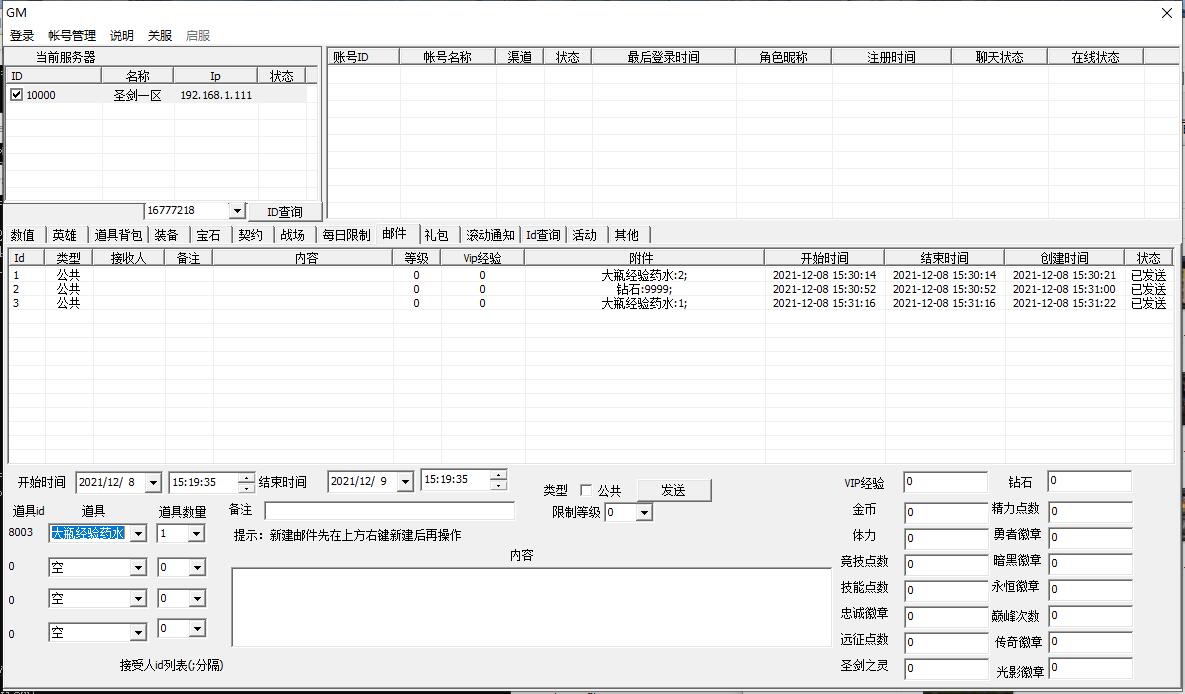 GM
登录 帐号管理 说明 关服 启服
当前服务器
ID 名称 Ip 状态
10000 圣剑一区 192.168.1.111
16777218 ID查询
账号ID 帐号名称 渠道 状态 最后登录时间 角色昵称 注册时间 聊天状态 在线状态
数值 英雄 道具背包 装备 宝石 契约 战场 每日限制 邮件 礼包 滚动通知 Id查询 活动 其他
Id 类型 接收人 备注 内容 等级 Vip经验 附件 开始时间 结束时间 创建时间 状态
1 公共 0 0 大瓶经验药水:2; 2021-12-08 15:30:14 2021-12-08 15:30:14 2021-12-08 15:30:21 已发送
2 公共 0 0 钻石:9999; 2021-12-08 15:30:52 2021-12-08 15:30:52 2021-12-08 15:31:00 已发送
3 公共 0 0 大瓶经验药水:1; 2021-12-08 15:31:16 2021-12-08 15:31:16 2021-12-08 15:31:22 已发送
开始时间 2021/12/ 8 15:19:35 结束时间 2021/12/ 9 15:19:35
类型 公共 发送
道具id 道具 道具数量 备注 限制等级 0
8003 大瓶经验药水 1 提示：新建邮件先在上方右键新建后再操作
内容
0 空 0
0 空 0
0 空 0
接受人id列表(;分隔)
VIP经验 0 钻石 0
金币 0 精力点数 0
体力 0 勇者徽章 0
竞技点数 0 暗黑徽章 0
技能点数 0 永恒徽章 0
忠诚徽章 0 巅峰次数 0
远征点数 0 传奇徽章 0
圣剑之灵 0 光影徽章 0